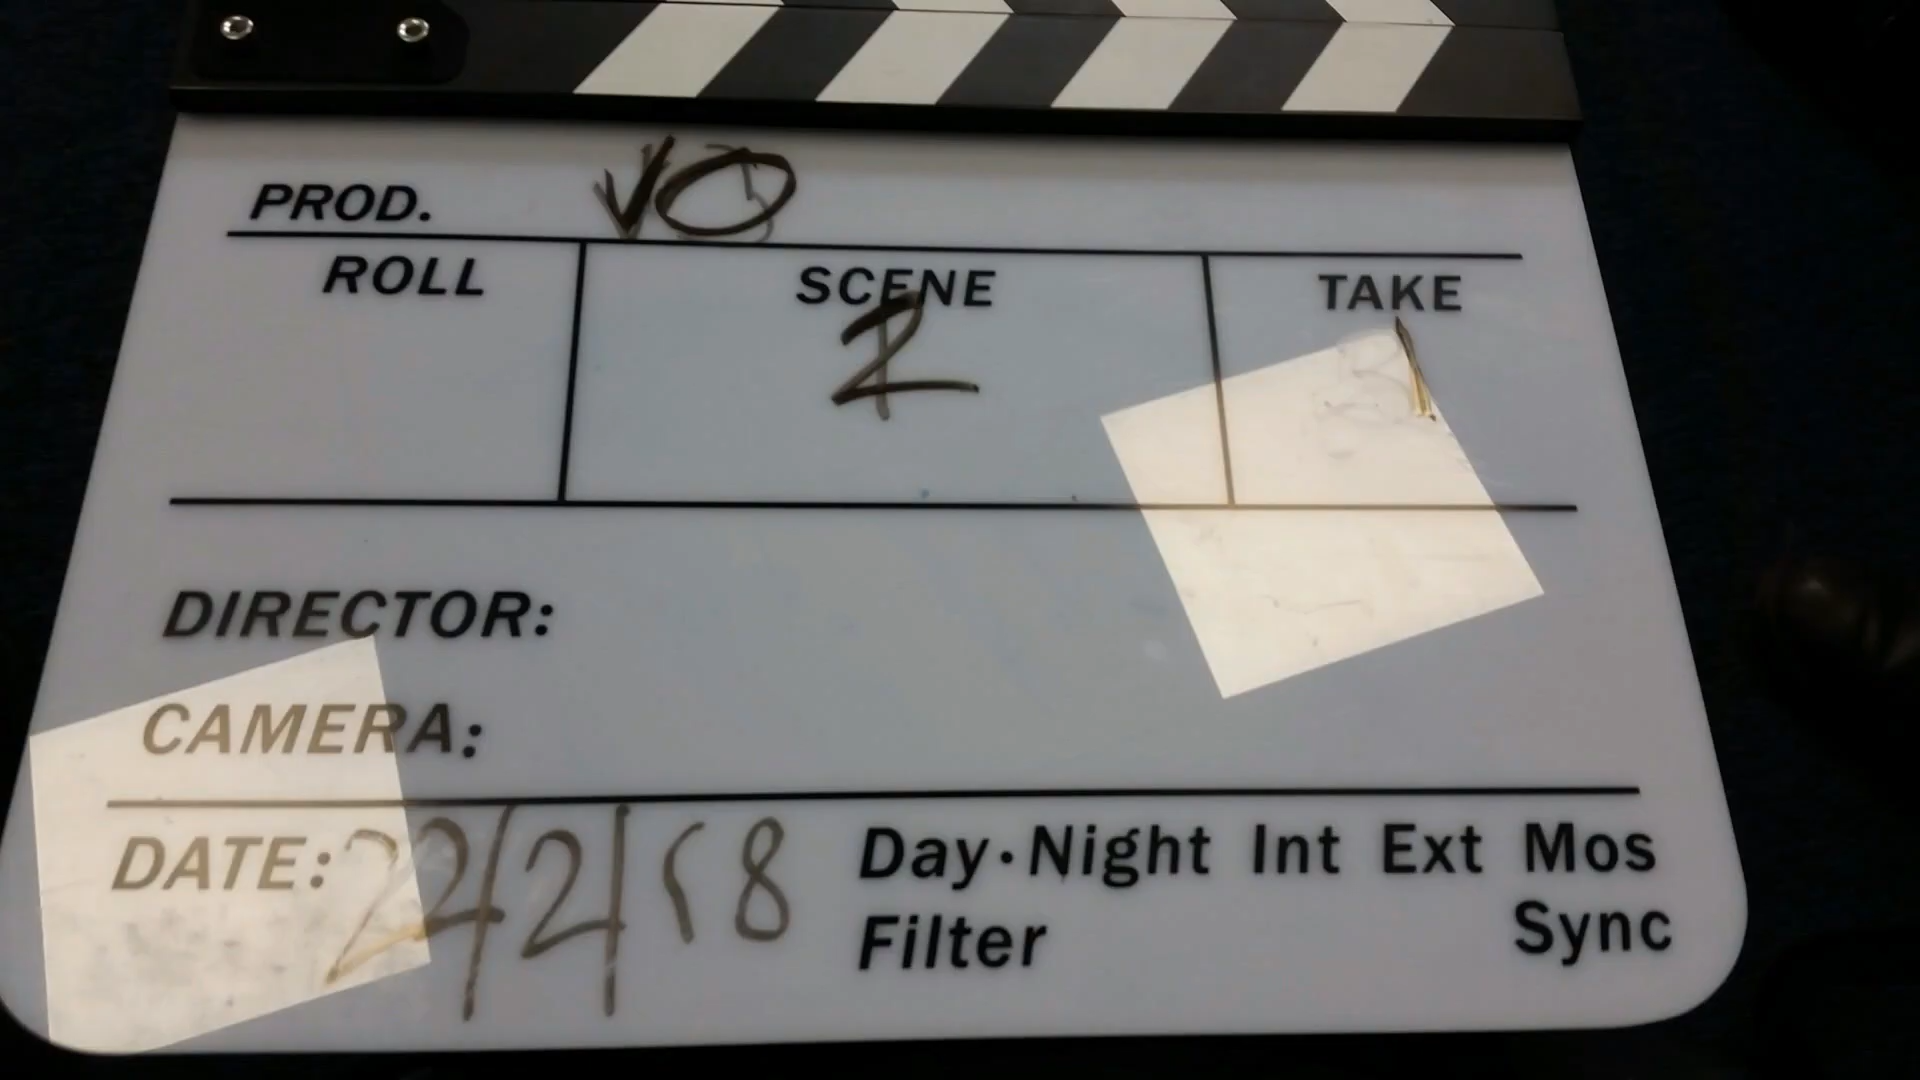 PROD. VO
ROLL SCENE TAKE
2 1
DIRECTOR:
CAMERA:
DATE: 22/2/18 Day·Night Int Ext Mos
Filter Sync